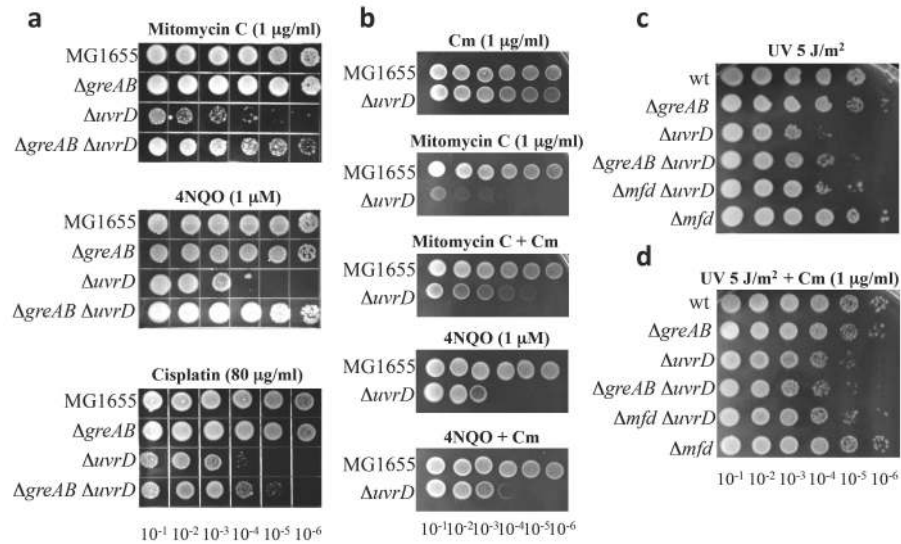 a
Mitomycin C (1 μg/ml)
MG1655
ΔgreAB
ΔuvrD
ΔgreAB ΔuvrD
4NQO (1 μM)
MG1655
ΔgreAB
ΔuvrD
ΔgreAB ΔuvrD
Cisplatin (80 μg/ml)
MG1655
ΔgreAB
ΔuvrD
ΔgreAB ΔuvrD
10⁻¹ 10⁻² 10⁻³ 10⁻⁴ 10⁻⁵ 10⁻⁶
b
Cm (1 μg/ml)
MG1655
ΔuvrD
Mitomycin C (1 μg/ml)
MG1655
ΔuvrD
Mitomycin C + Cm
MG1655
ΔuvrD
4NQO (1 μM)
MG1655
ΔuvrD
4NQO + Cm
MG1655
ΔuvrD
10⁻¹ 10⁻² 10⁻³ 10⁻⁴ 10⁻⁵ 10⁻⁶
c
UV 5 J/m²
wt
ΔgreAB
ΔuvrD
ΔgreAB ΔuvrD
Δmfd ΔuvrD
Δmfd
d
UV 5 J/m² + Cm (1 μg/ml)
wt
ΔgreAB
ΔuvrD
ΔgreAB ΔuvrD
Δmfd ΔuvrD
Δmfd
10⁻¹ 10⁻² 10⁻³ 10⁻⁴ 10⁻⁵ 10⁻⁶